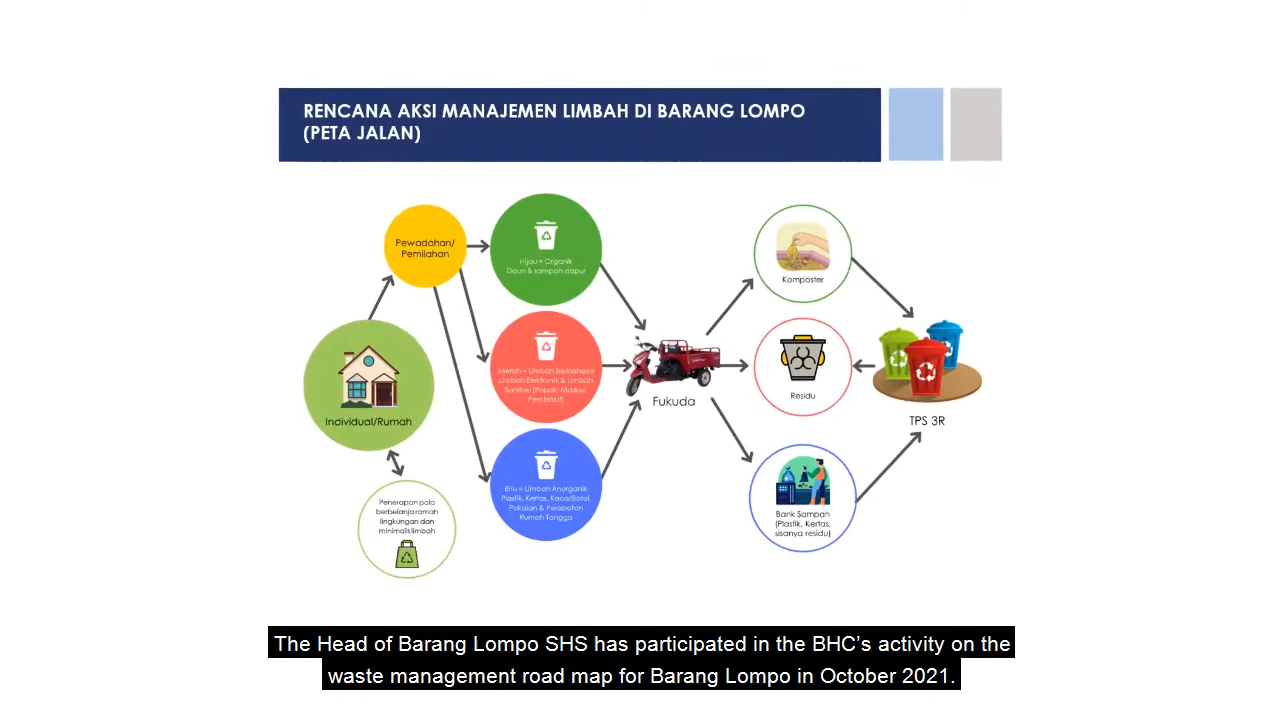 RENCANA AKSI MANAJEMEN LIMBAH DI BARANG LOMPO
(PETA JALAN)
Pewadahan/
Pemilahan
Hijau = Organik
Daun & sampah dapur
Komposter
Individual/Rumah
Merah = Limbah Berbahaya
Limbah Elektronik & Limbah
Sanitasi (Popok, Masker,
Pembalut)
Fukuda
Residu
TPS 3R
Penerapan pola
berbelanja ramah
lingkungan dan
minimalis limbah
Biru = Limbah Anorganik
Plastik, Kertas, Kaca/Botol,
Pakaian & Perabotan
Rumah Tangga
Bank Sampah
(Plastik, Kertas,
sisanya residu)
The Head of Barang Lompo SHS has participated in the BHC’s activity on the
waste management road map for Barang Lompo in October 2021.